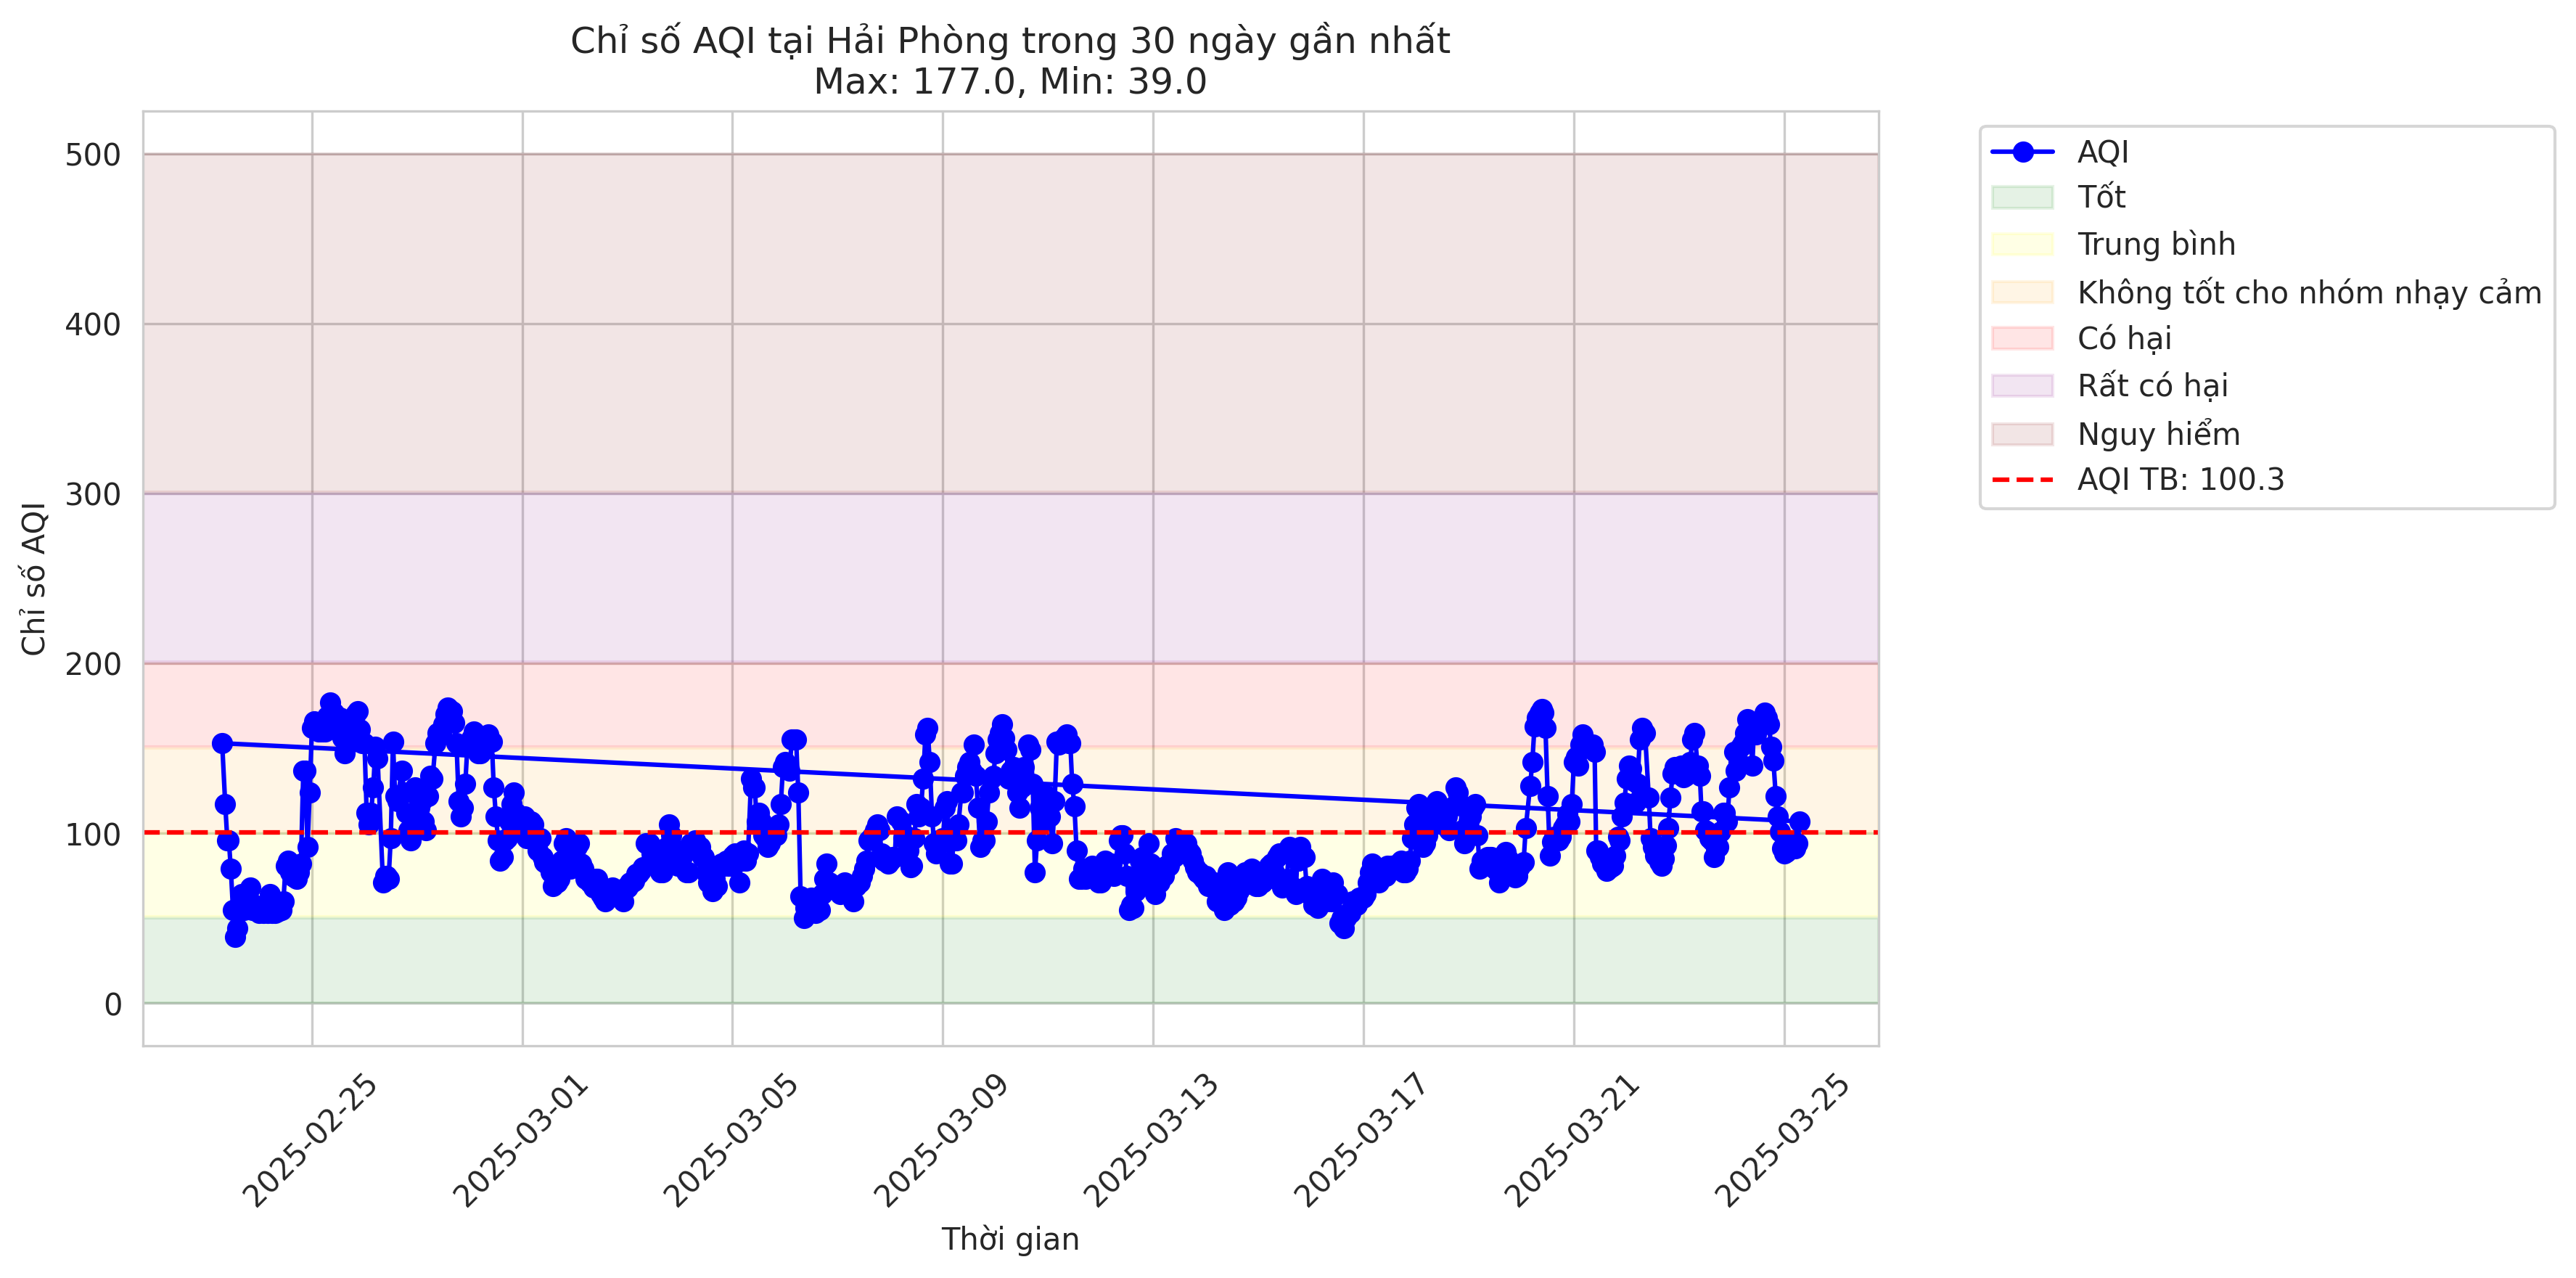 Chỉ số AQI tại Hải Phòng trong 30 ngày gần nhất
Max: 177.0, Min: 39.0
Chỉ số AQI
500
400
300
200
100
0
2025-02-25
2025-03-01
2025-03-05
2025-03-09
2025-03-13
2025-03-17
2025-03-21
2025-03-25
Thời gian
AQI
Tốt
Trung bình
Không tốt cho nhóm nhạy cảm
Có hại
Rất có hại
Nguy hiểm
AQI TB: 100.3